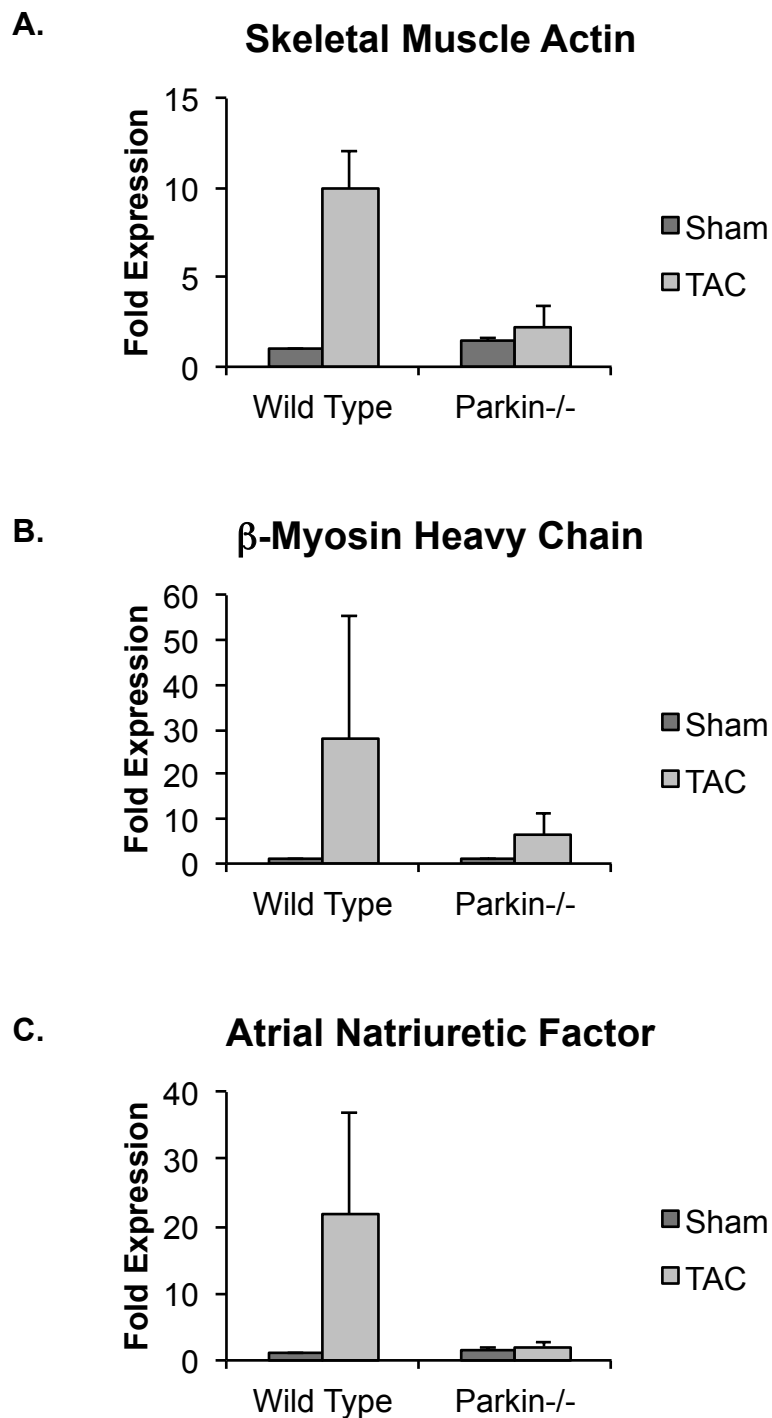 A.
Skeletal Muscle Actin
15
10
5
0
Fold Expression
Wild Type Parkin-/-
Sham
TAC
B.
β-Myosin Heavy Chain
60
50
40
30
20
10
0
Fold Expression
Wild Type Parkin-/-
Sham
TAC
C.
Atrial Natriuretic Factor
40
30
20
10
0
Fold Expression
Wild Type Parkin-/-
Sham
TAC